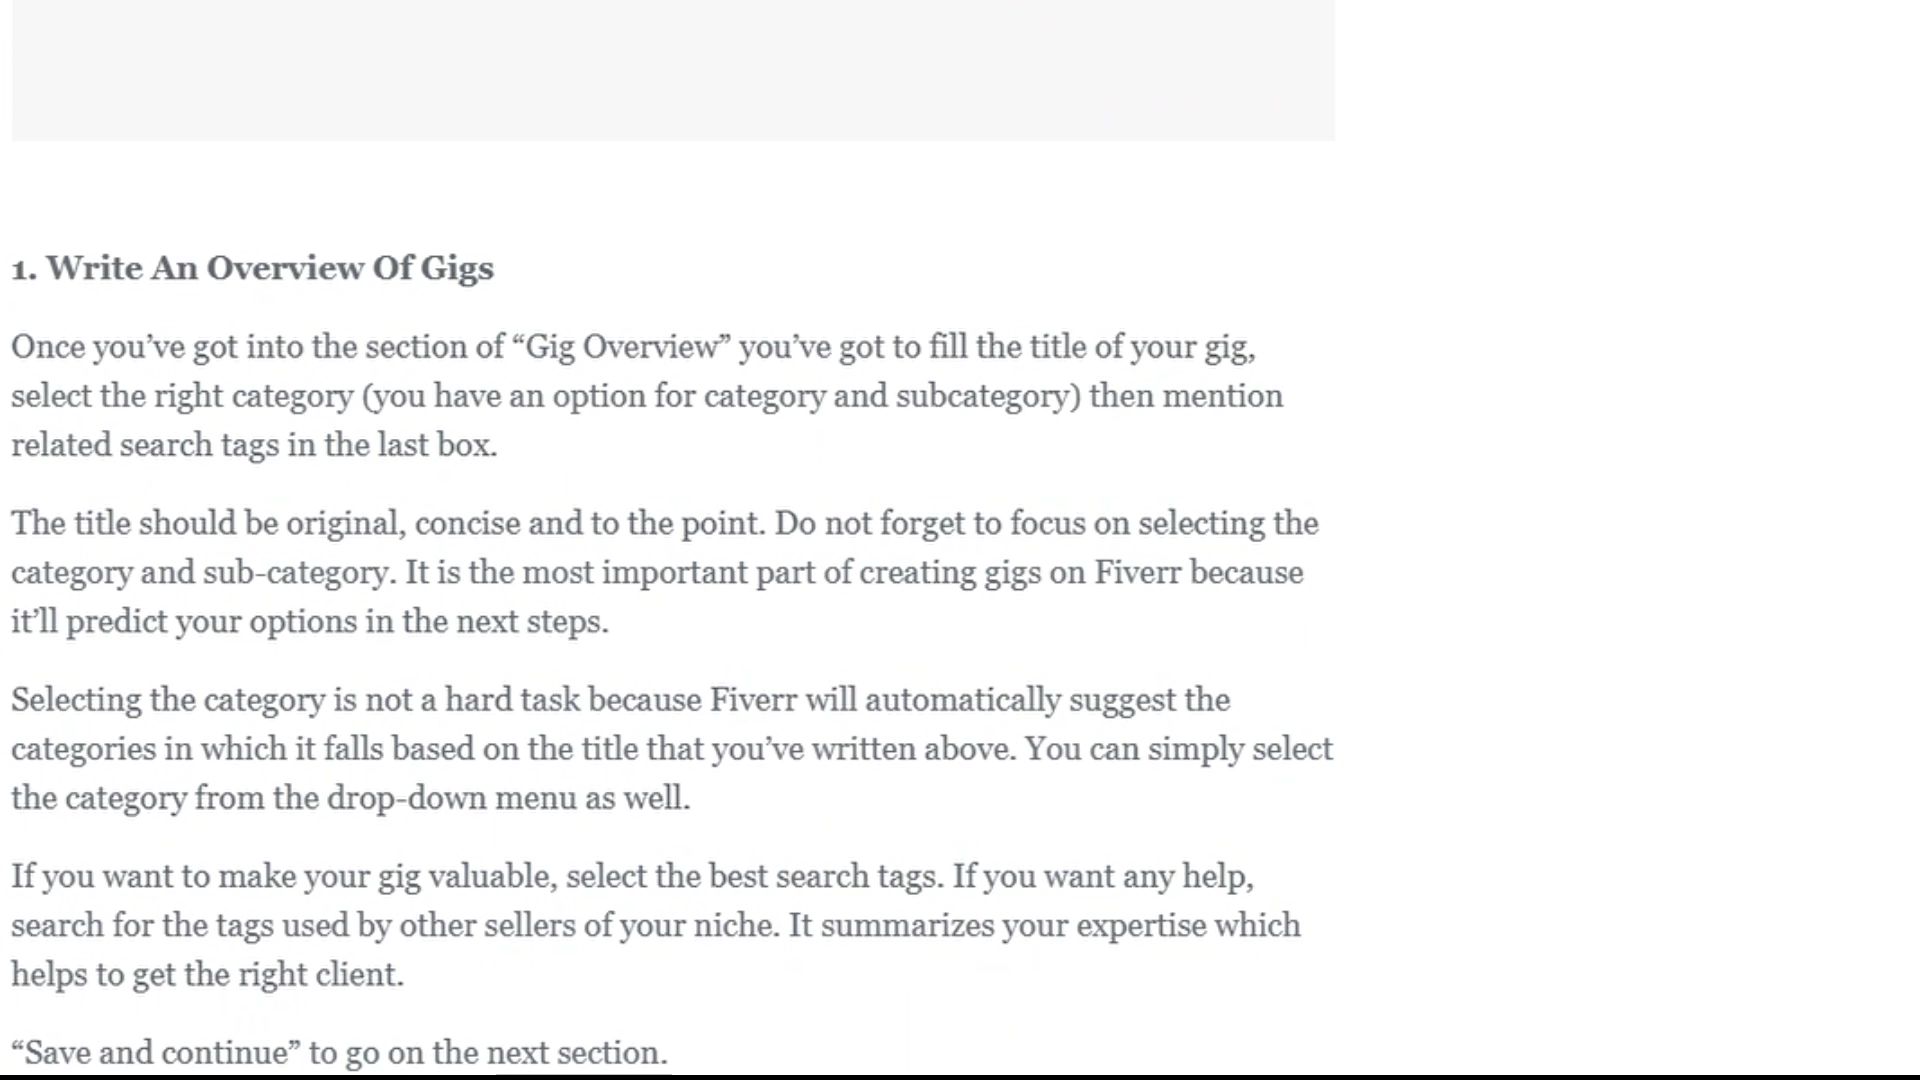 1. Write An Overview Of Gigs
Once you’ve got into the section of “Gig Overview” you’ve got to fill the title of your gig,
select the right category (you have an option for category and subcategory) then mention
related search tags in the last box.
The title should be original, concise and to the point. Do not forget to focus on selecting the
category and sub-category. It is the most important part of creating gigs on Fiverr because
it’ll predict your options in the next steps.
Selecting the category is not a hard task because Fiverr will automatically suggest the
categories in which it falls based on the title that you’ve written above. You can simply select
the category from the drop-down menu as well.
If you want to make your gig valuable, select the best search tags. If you want any help,
search for the tags used by other sellers of your niche. It summarizes your expertise which
helps to get the right client.
“Save and continue” to go on the next section.